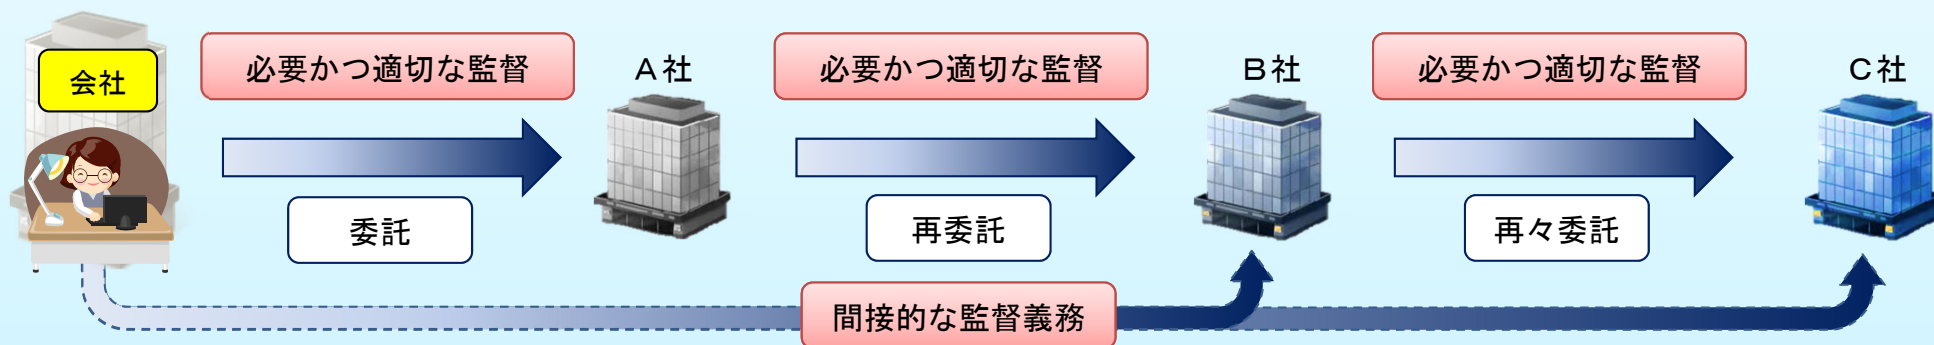 会社
必要かつ適切な監督
A社
必要かつ適切な監督
B社
必要かつ適切な監督
C社
委託
再委託
再々委託
間接的な監督義務